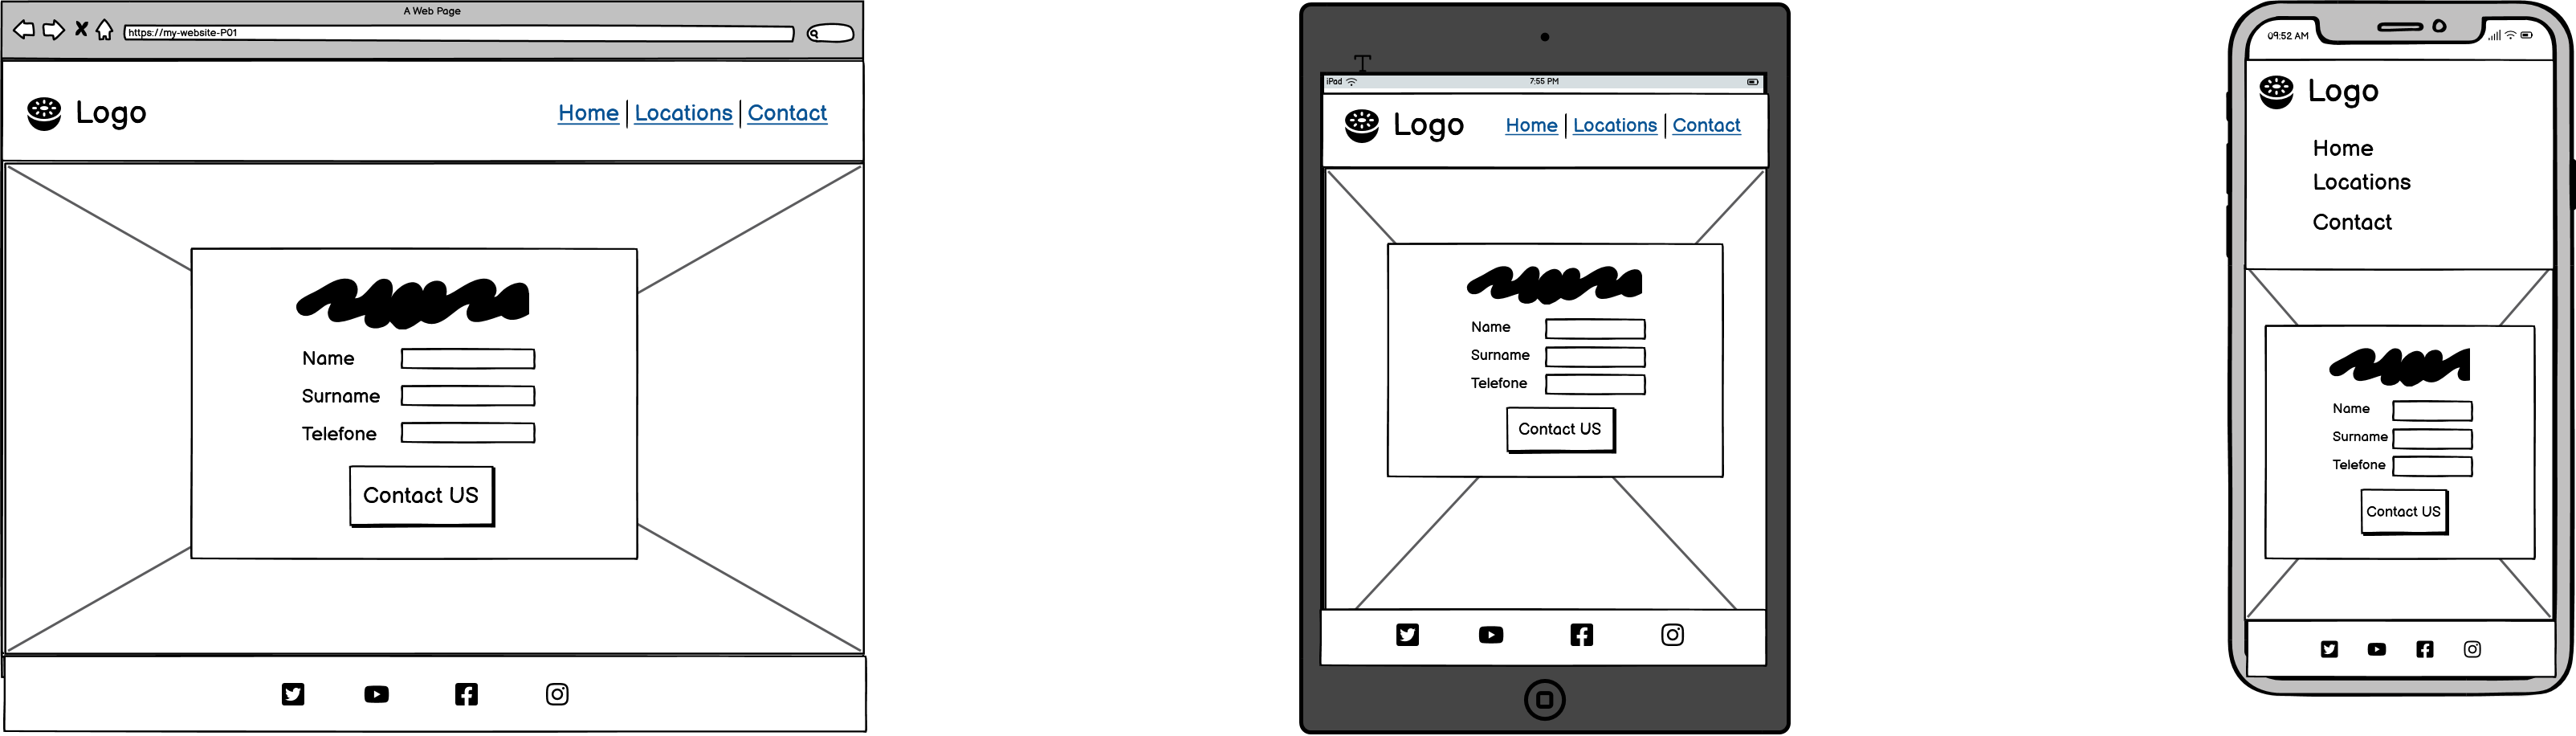 A Web Page
https://my-website-P01
Logo
Home Locations Contact
Name
Surname
Telefone
Contact US
iPad 7:55 PM
Logo
Home Locations Contact
Name
Surname
Telefone
Contact US
09:52 AM
Logo
Home
Locations
Contact
Name
Surname
Telefone
Contact US